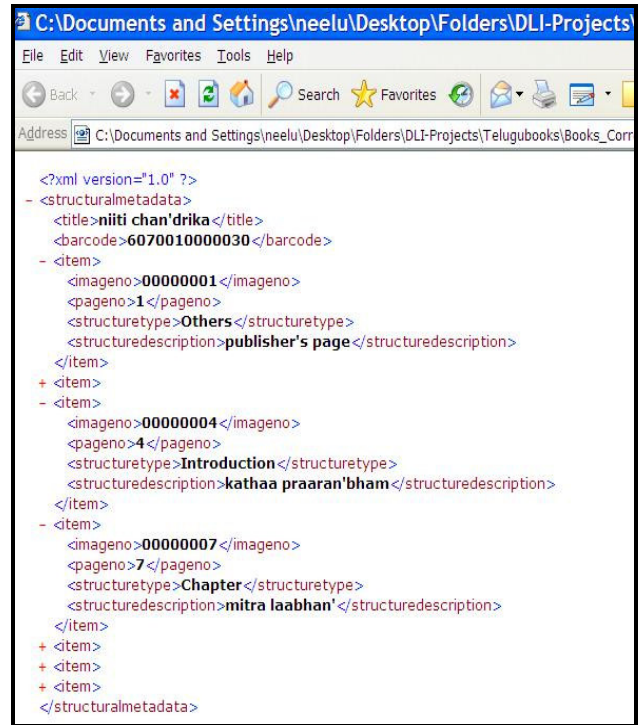 C:\Documents and Settings\neelu\Desktop\Folders\DLI-Projects\
File Edit View Favorites Tools Help
Back Search Favorites
Address C:\Documents and Settings\neelu\Desktop\Folders\DLI-Projects\Telugubooks\Books_Corr
<?xml version="1.0" ?>
- <structuralmetadata>
<title>niiti chan'drika</title>
<barcode>6070010000030</barcode>
- <item>
<imageno>00000001</imageno>
<pageno>1</pageno>
<structuretype>Others</structuretype>
<structuredescription>publisher's page</structuredescription>
</item>
+ <item>
- <item>
<imageno>00000004</imageno>
<pageno>4</pageno>
<structuretype>Introduction</structuretype>
<structuredescription>kathaa praaran'bham</structuredescription>
</item>
- <item>
<imageno>00000007</imageno>
<pageno>7</pageno>
<structuretype>Chapter</structuretype>
<structuredescription>mitra laabhan'</structuredescription>
</item>
+ <item>
+ <item>
+ <item>
</structuralmetadata>